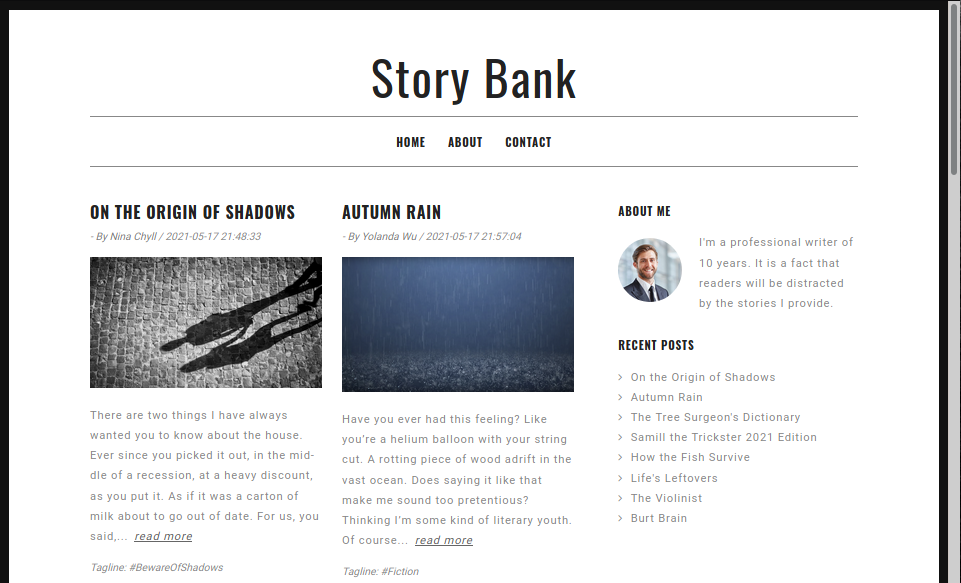 Story Bank
HOME ABOUT CONTACT
ON THE ORIGIN OF SHADOWS
- By Nina Chyll / 2021-05-17 21:48:33
There are two things I have always
wanted you to know about the house.
Ever since you picked it out, in the mid-
dle of a recession, at a heavy discount,
as you put it. As if it was a carton of
milk about to go out of date. For us, you
said,... read more
Tagline: #BewareOfShadows
AUTUMN RAIN
- By Yolanda Wu / 2021-05-17 21:57:04
Have you ever had this feeling? Like
you're a helium balloon with your string
cut. A rotting piece of wood adrift in the
vast ocean. Does saying it like that
make me sound too pretentious?
Thinking I'm some kind of literary youth.
Of course... read more
Tagline: #Fiction
ABOUT ME
I'm a professional writer of
10 years. It is a fact that
readers will be distracted
by the stories I provide.
RECENT POSTS
On the Origin of Shadows
Autumn Rain
The Tree Surgeon's Dictionary
Samill the Trickster 2021 Edition
How the Fish Survive
Life's Leftovers
The Violinist
Burt Brain